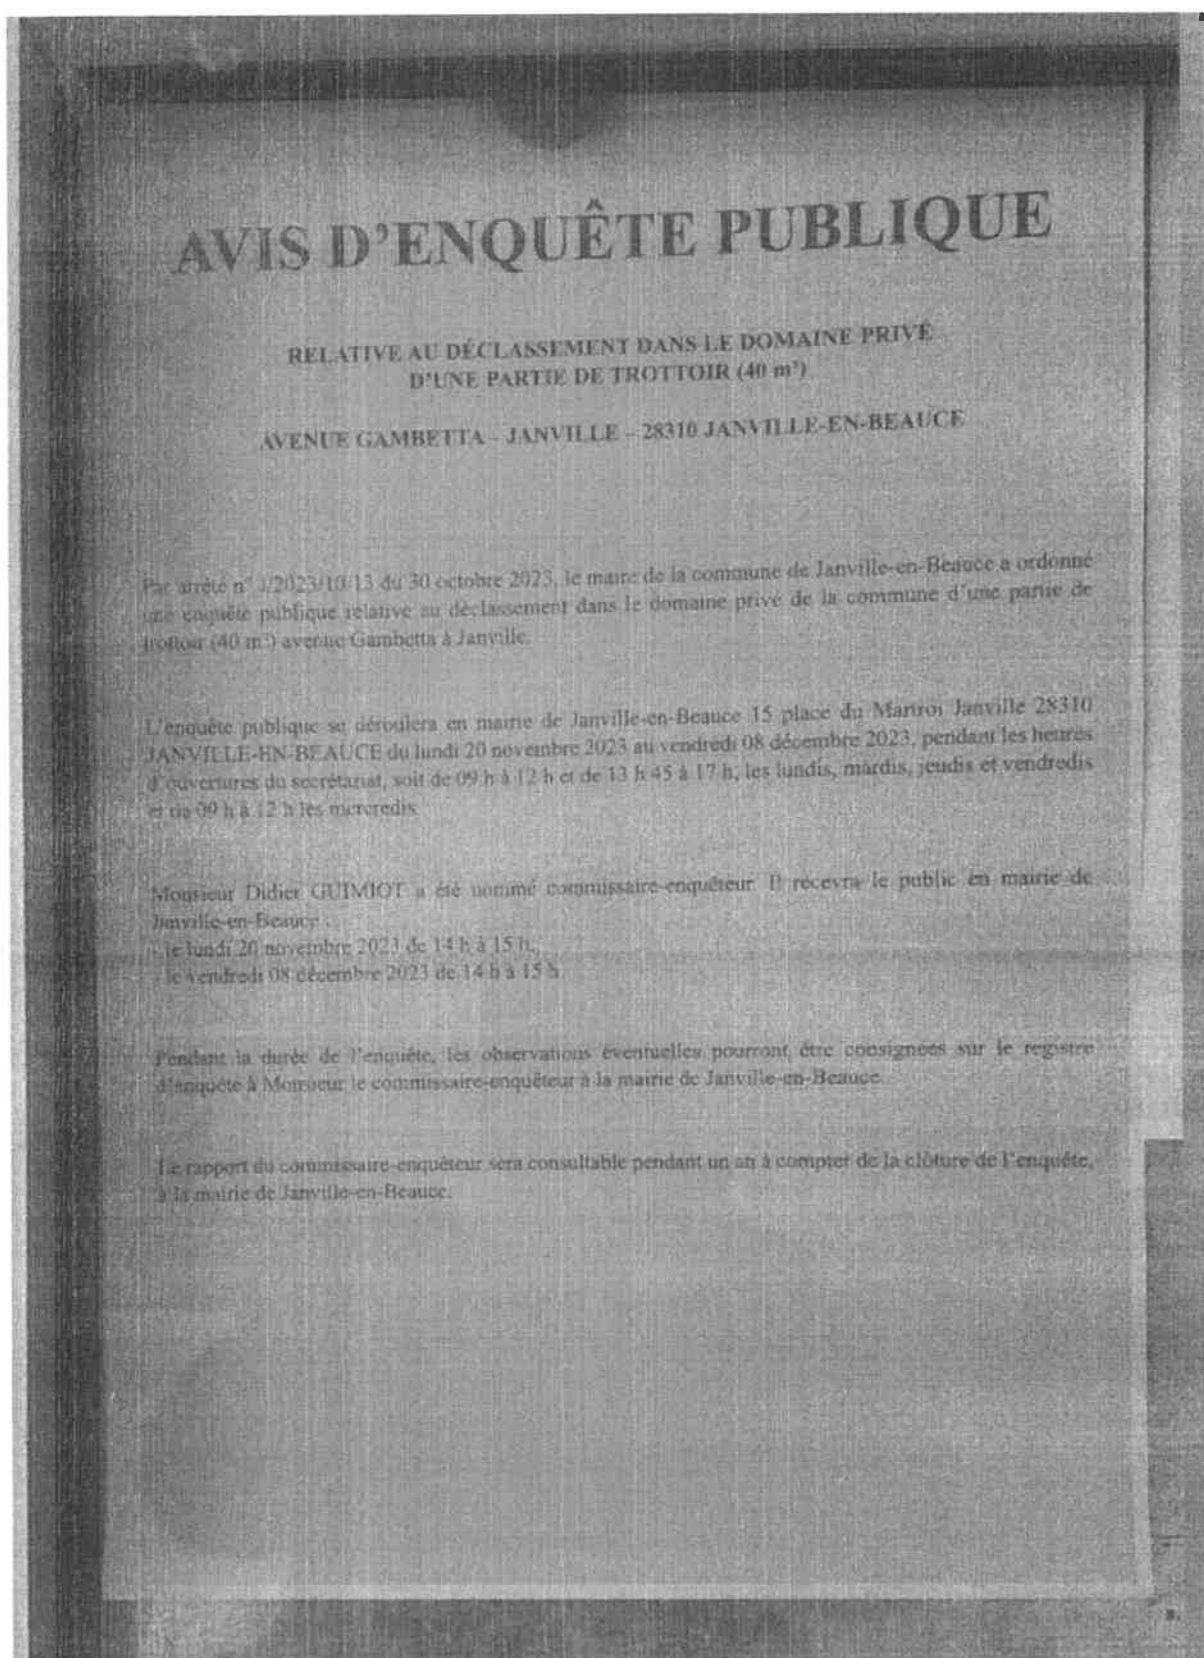 AVIS D'ENQUÊTE PUBLIQUE
RELATIVE AU DÉCLASSEMENT DANS LE DOMAINE PRIVÉ
D'UNE PARTIE DE TROTTOIR (40 m²)
AVENUE GAMBETTA - JANVILLE – 28310 JANVILLE-EN-BEAUCE
Par arrêté n° J/2023/10/13 du 30 octobre 2023, le maire de la commune de Janville-en-Beauce a ordonné
une enquête publique relative au déclassement dans le domaine privé de la commune d'une partie de
trottoir (40 m²) avenue Gambetta à Janville.
L'enquête publique se déroulera en mairie de Janville-en-Beauce 15 place du Martroi Janville 28310
JANVILLE-EN-BEAUCE du lundi 20 novembre 2023 au vendredi 08 décembre 2023, pendant les heures
d'ouvertures du secrétariat, soit de 09 h à 12 h et de 13 h 45 à 17 h, les lundis, mardis, jeudis et vendredis
et de 09 h à 12 h les mercredis.
Monsieur Didier GUIMIOT a été nommé commissaire-enquêteur. Il recevra le public en mairie de
Janville-en-Beauce :
- le lundi 20 novembre 2023 de 14 h à 15 h,
- le vendredi 08 décembre 2023 de 14 h à 15 h
Pendant la durée de l'enquête, les observations éventuelles pourront être consignées sur le registre
d'enquête à Monsieur le commissaire-enquêteur à la mairie de Janville-en-Beauce.
Le rapport du commissaire-enquêteur sera consultable pendant un an à compter de la clôture de l'enquête,
à la mairie de Janville-en-Beauce.